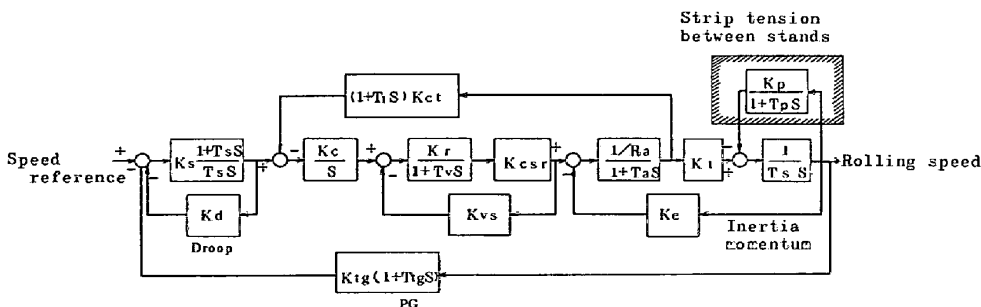 Strip tension
between stands
Kp
1+TpS
(1+T1S) Kct
Speed
reference
+
-
-
Ks
1+TsS
TsS
÷
-
Kc
S
+
-
Kr
1+TvS
Kcsr
÷
-
1/Ra
1+TaS
Kt
-
÷
1
Ts S
Rolling speed
Kd
Droop
Kvs
Ke
Inertia
momentum
Ktg(1+TtgS)
PG